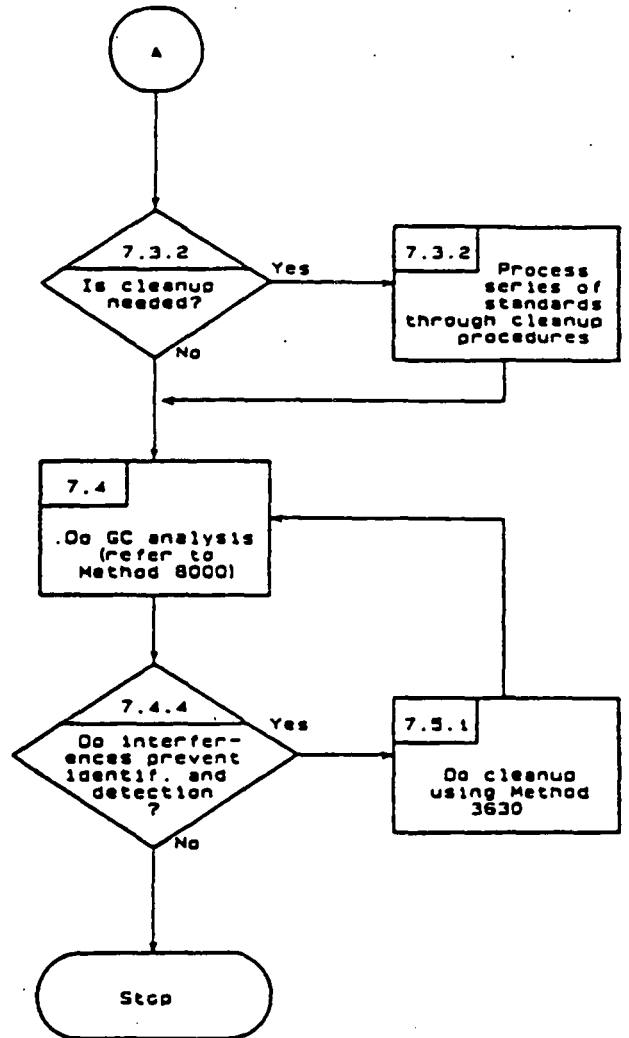 A
7.3.2
Is cleanup
needed?
Yes
No
7.3.2
Process
series of
standards
through cleanup
procedures
7.4
.Do GC analysis
(refer to
Method 8000)
7.4.4
Do interfer-
ences prevent
identif. and
detection
?
Yes
No
7.5.1
Do cleanup
using Method
3630
Stop